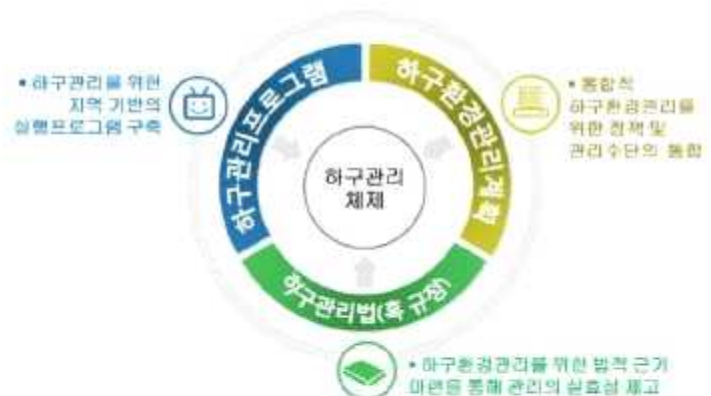 • 하구관리를 위한
지역 기반의
실행프로그램 구축
하구관리프로그램
하구환경관리계획
• 통합적
하구환경관리를
위한 정책 및
관리수단의 통합
하구관리
체제
하구관리법(혹 규정)
• 하구환경관리를 위한 법적 근거
마련을 통해 관리의 실효성 제고